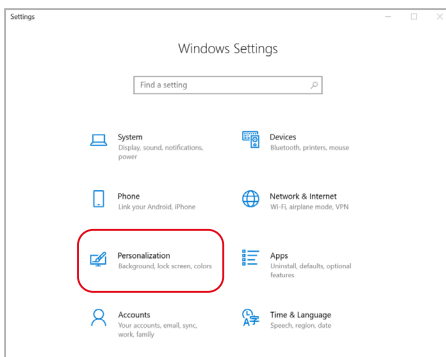 Settings
Windows Settings
Find a setting
System
Display, sound, notifications,
power
Devices
Bluetooth, printers, mouse
Phone
Link your Android, iPhone
Network & Internet
Wi-Fi, airplane mode, VPN
Personalization
Background, lock screen, colors
Apps
Uninstall, defaults, optional
features
Accounts
Your accounts, email, sync,
work, family
Time & Language
Speech, region, date